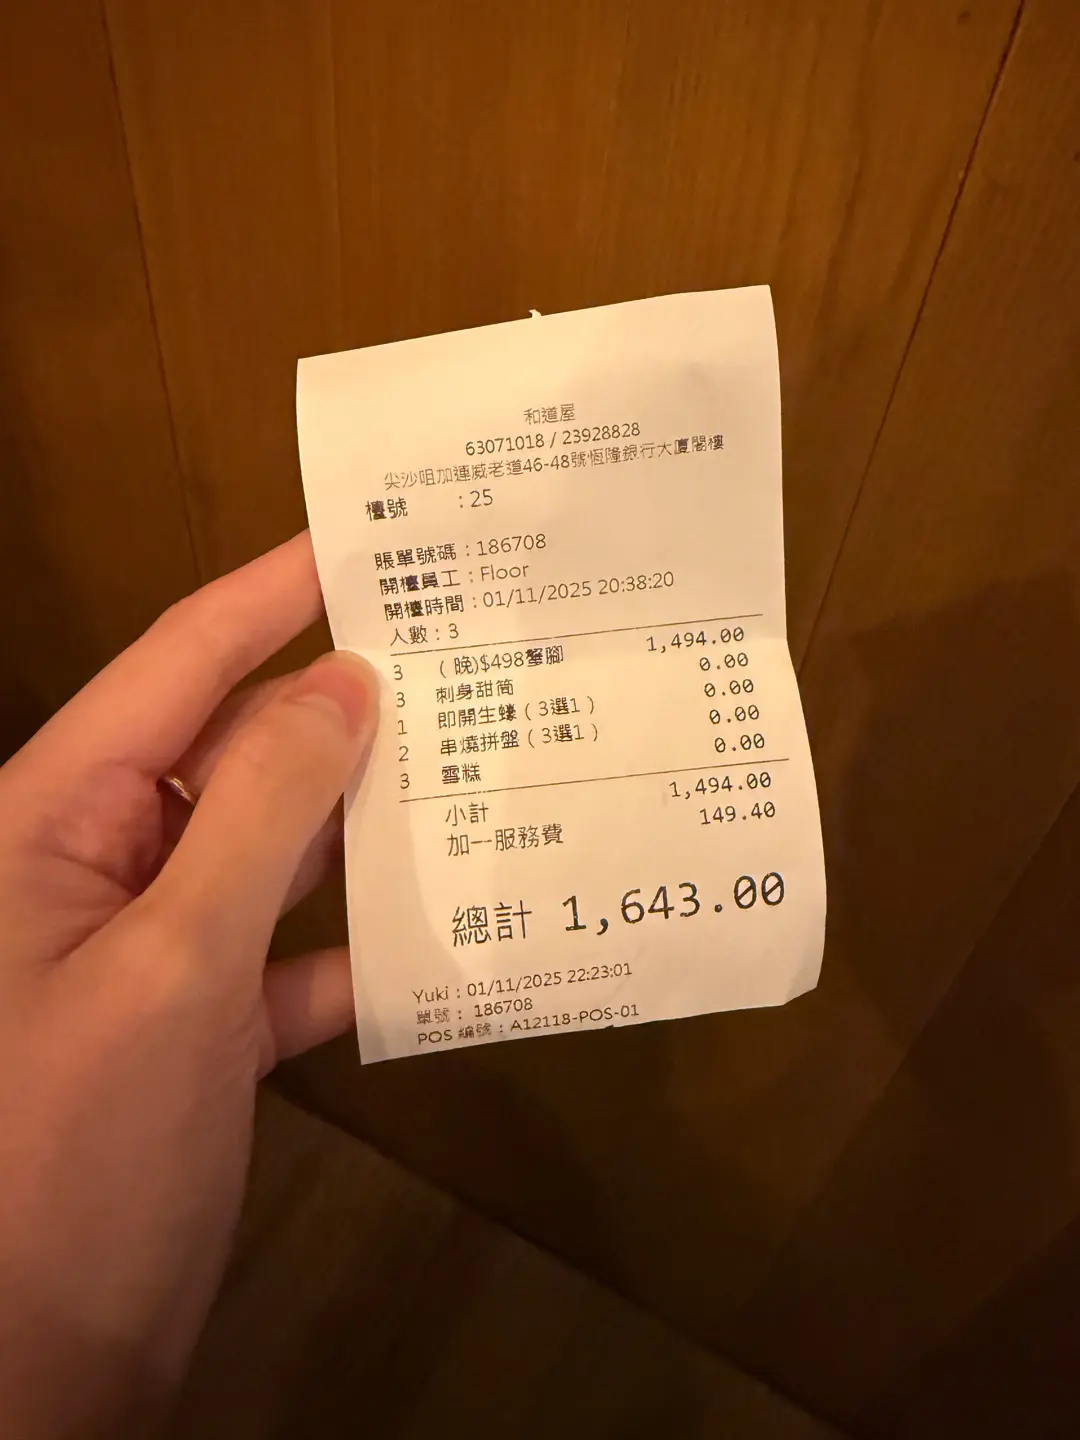 和道屋
63071018 / 23928828
尖沙咀加連威老道46-48號恆隆銀行大廈閣樓
檯號 : 25
賬單號碼 : 186708
開檯員工 : Floor
開檯時間 : 01/11/2025 20:38:20
人數 : 3
3 (晚)$498蟹腳 1,494.00
3 刺身甜筒 0.00
1 即開生蠔（3選1） 0.00
2 串燒拼盤（3選1） 0.00
3 雪糕 0.00
小計 1,494.00
加一服務費 149.40
總計 1,643.00
Yuki : 01/11/2025 22:23:01
單號 : 186708
POS 編號 : A12118-POS-01